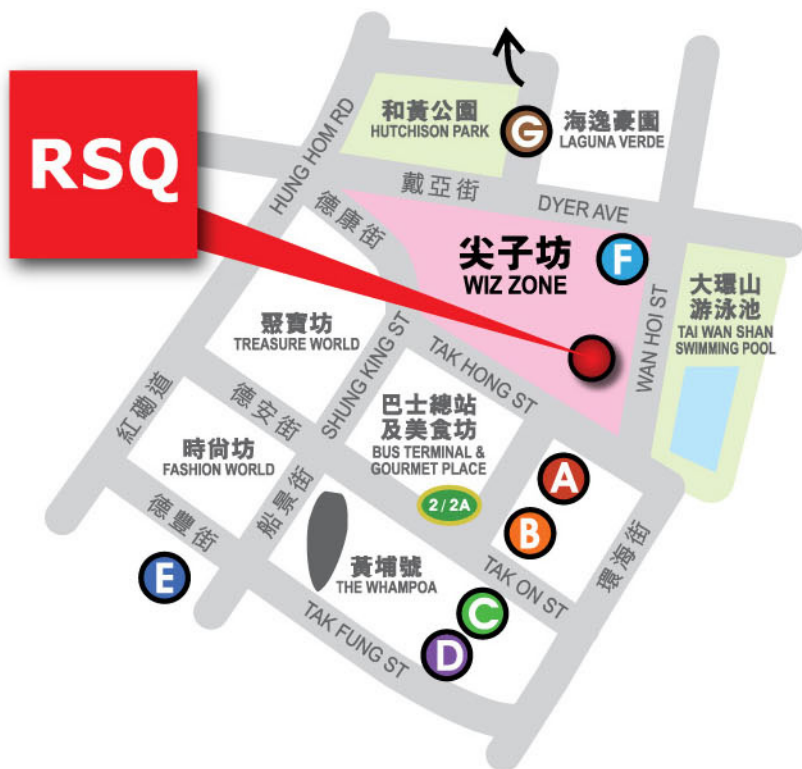 和黃公園
HUTCHISON PARK
G
海逸豪園
LAGUNA VERDE
RSQ
HUNG HOM RD
戴亞街
DYER AVE
德康街
尖子坊
WIZ ZONE
F
WAN HOI ST
大環山
游泳池
TAI WAN SHAN
SWIMMING POOL
聚寶坊
TREASURE WORLD
SHUNG KING ST
TAK HONG ST
紅磡道
德安街
巴士總站
及美食坊
BUS TERMINAL &
GOURMET PLACE
2 / 2A
時尚坊
FASHION WORLD
船景街
A
B
環海街
德豐街
黃埔號
THE WHAMPOA
TAK ON ST
E
C
D
TAK FUNG ST